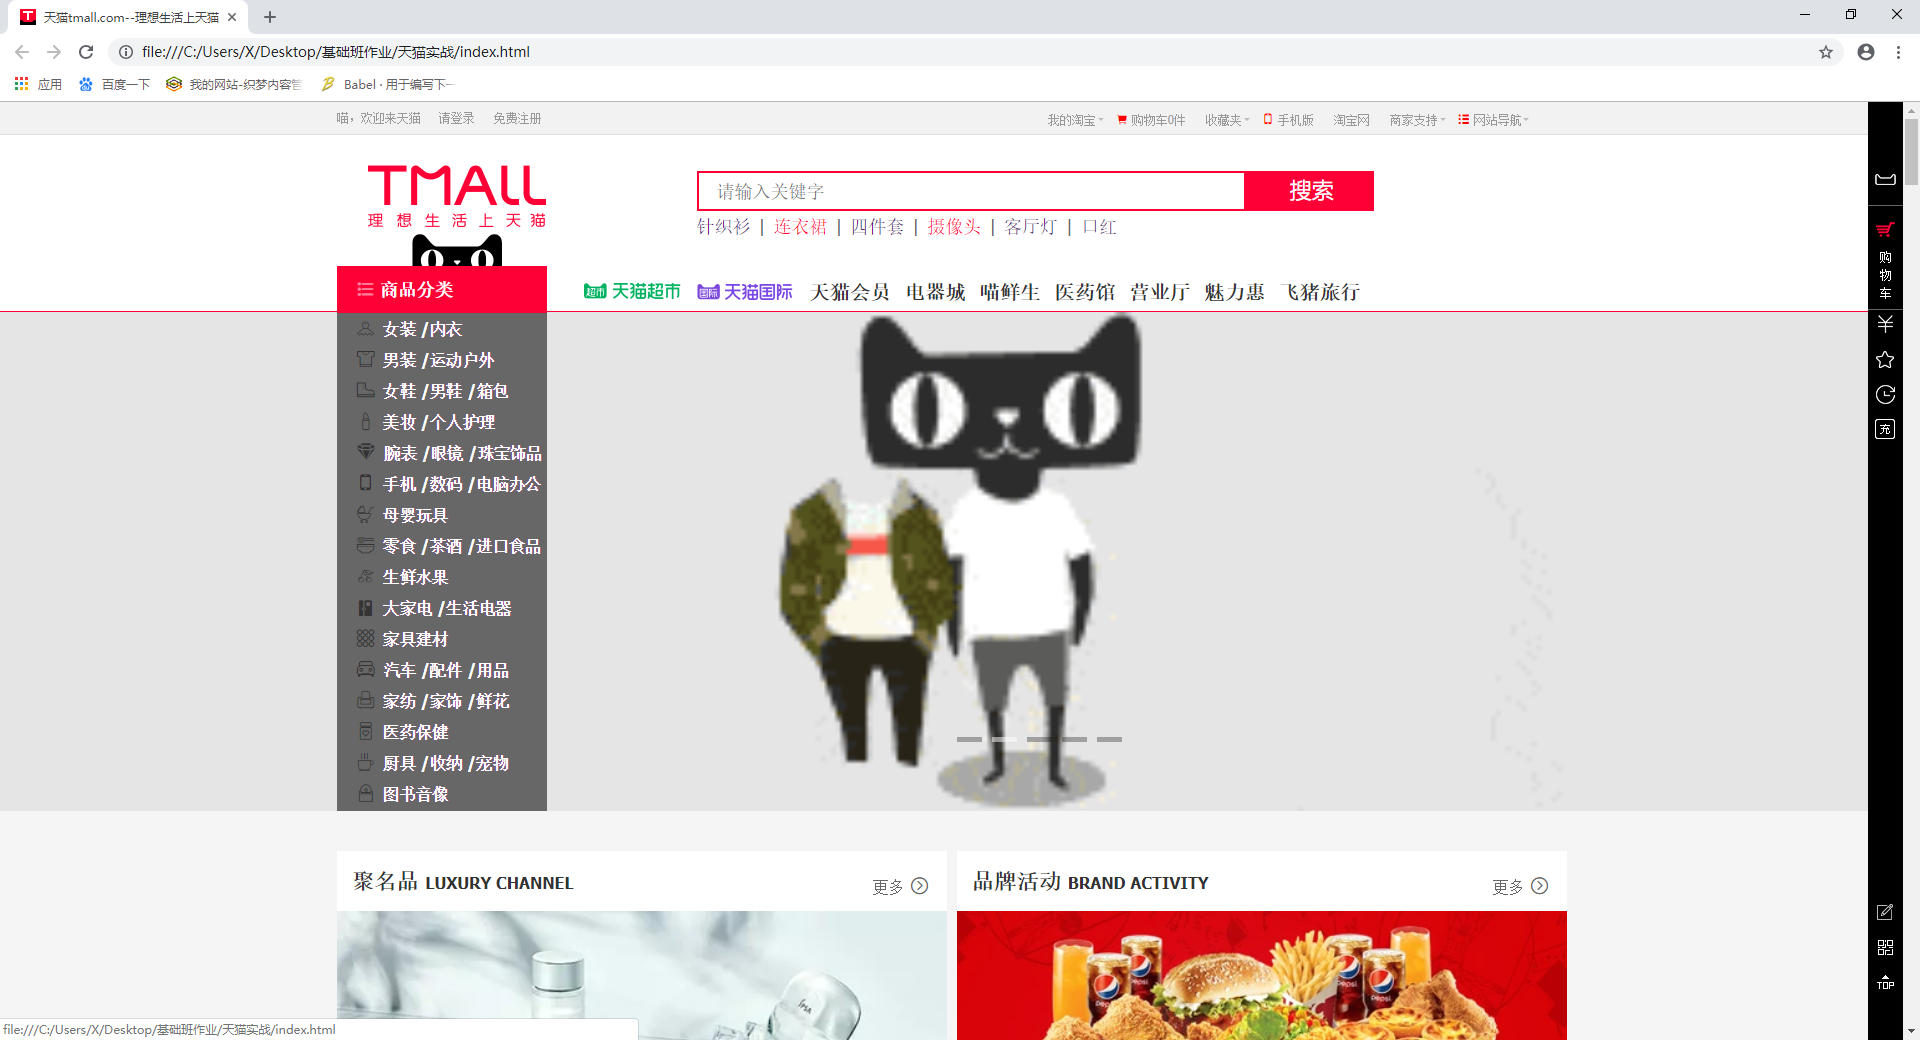 天猫tmall.com--理想生活上天猫
file:///C:/Users/X/Desktop/基础班作业/天猫实战/index.html
应用 百度一下 我的网站-织梦内容管 Babel · 用于编写下一
喵，欢迎来天猫 请登录 免费注册 我的淘宝 购物车0件 收藏夹 手机版 淘宝网 商家支持 网站导航
TMALL
理想生活上天猫
请输入关键字 搜索
针织衫 | 连衣裙 | 四件套 | 摄像头 | 客厅灯 | 口红
商品分类 超市 天猫超市 国际 天猫国际 天猫会员 电器城 喵鲜生 医药馆 营业厅 魅力惠 飞猪旅行
女装 /内衣
男装 /运动户外
女鞋 /男鞋 /箱包
美妆 /个人护理
腕表 /眼镜 /珠宝饰品
手机 /数码 /电脑办公
母婴玩具
零食 /茶酒 /进口食品
生鲜水果
大家电 /生活电器
家具建材
汽车 /配件 /用品
家纺 /家饰 /鲜花
医药保健
厨具 /收纳 /宠物
图书音像
购物车
充
聚名品 LUXURY CHANNEL 更多
品牌活动 BRAND ACTIVITY 更多
pepsi pepsi pepsi pepsi
TOP
file:///C:/Users/X/Desktop/基础班作业/天猫实战/index.html